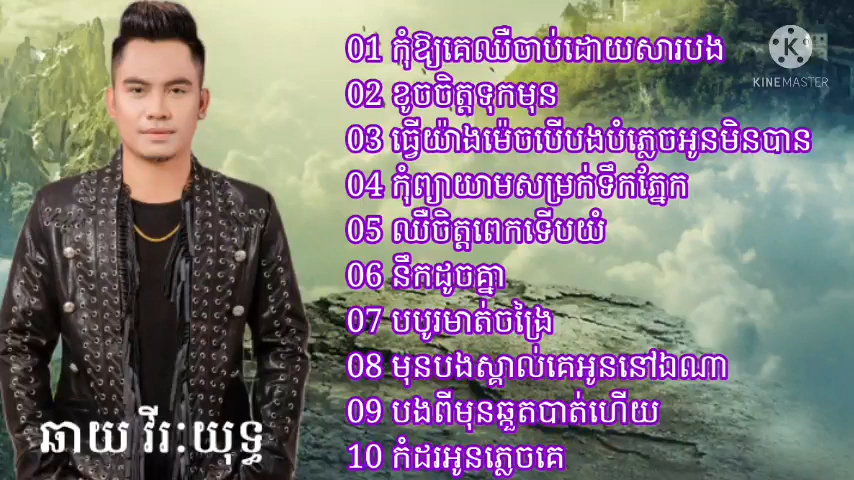 01 កុំឱ្យគេឈឺចាប់ដោយសារបង
KINEMASTER
02 ខូចចិត្តទុកមុន
03 ធ្វើយ៉ាងម៉េចបើបងបំភ្លេចអូនមិនបាន
04 កុំព្យាយាមសម្រក់ទឹកភ្នែក
05 ឈឺចិត្តពេកទើបយំ
06 នឹកដូចគ្នា
07 បបូរមាត់ចង្រៃ
08 មុនបងស្គាល់គេអូននៅឯណា
09 បងពីមុនឆ្កួតបាត់ហើយ
ឆាយ វីរៈយុទ្ធ
10 កំដរអូនភ្លេចគេ